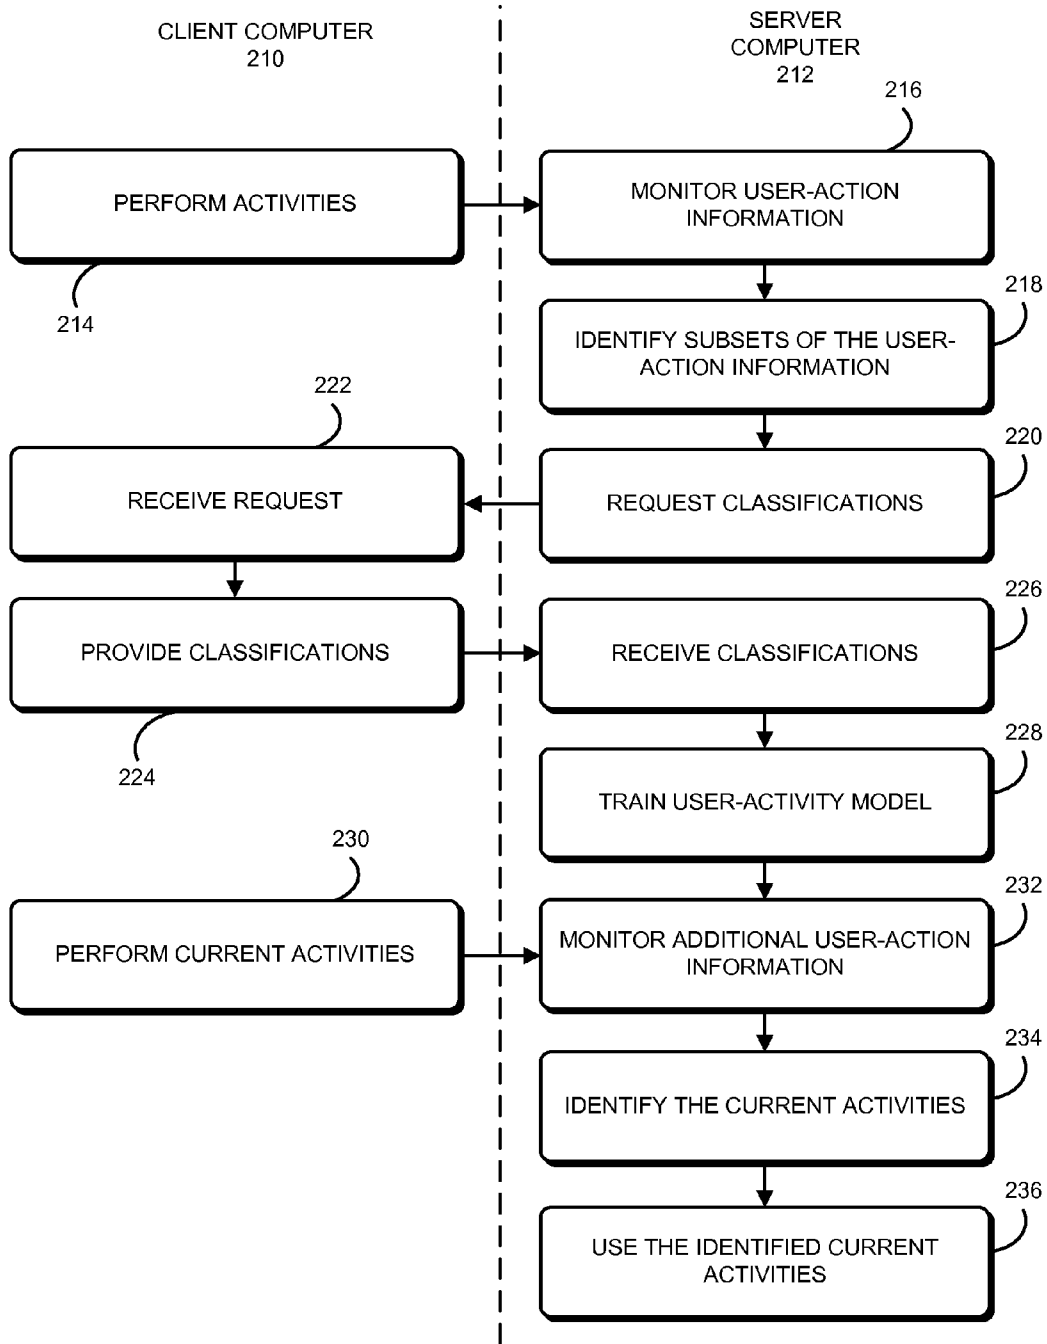 CLIENT COMPUTER
210
SERVER
COMPUTER
212
216
PERFORM ACTIVITIES
214
MONITOR USER-ACTION
INFORMATION
218
IDENTIFY SUBSETS OF THE USER-
ACTION INFORMATION
222
220
RECEIVE REQUEST
REQUEST CLASSIFICATIONS
226
PROVIDE CLASSIFICATIONS
224
RECEIVE CLASSIFICATIONS
228
TRAIN USER-ACTIVITY MODEL
230
232
PERFORM CURRENT ACTIVITIES
MONITOR ADDITIONAL USER-ACTION
INFORMATION
234
IDENTIFY THE CURRENT ACTIVITIES
236
USE THE IDENTIFIED CURRENT
ACTIVITIES